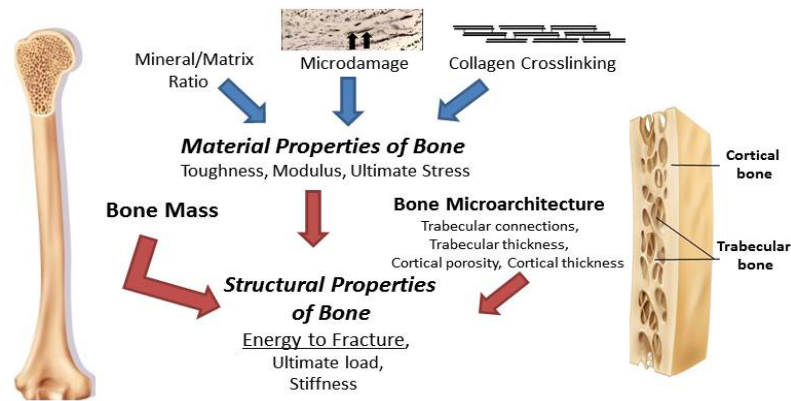 Mineral/Matrix
Ratio
Microdamage
Collagen Crosslinking
Material Properties of Bone
Toughness, Modulus, Ultimate Stress
Bone Mass
Bone Microarchitecture
Trabecular connections,
Trabecular thickness,
Cortical porosity, Cortical thickness
Structural Properties
of Bone
Energy to Fracture,
Ultimate load,
Stiffness
Cortical
bone
Trabecular
bone